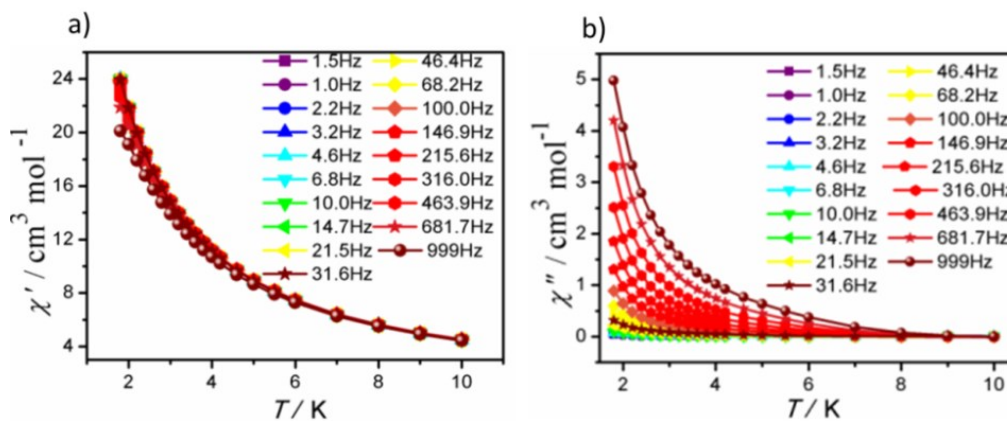 a)
1.5Hz 46.4Hz
1.0Hz 68.2Hz
2.2Hz 100.0Hz
3.2Hz 146.9Hz
4.6Hz 215.6Hz
6.8Hz 316.0Hz
10.0Hz 463.9Hz
14.7Hz 681.7Hz
21.5Hz 999Hz
31.6Hz
24
20
16
12
8
4
χ′ / cm³ mol⁻¹
2 4 6 8 10
T / K
b)
1.5Hz 46.4Hz
1.0Hz 68.2Hz
2.2Hz 100.0Hz
3.2Hz 146.9Hz
4.6Hz 215.6Hz
6.8Hz 316.0Hz
10.0Hz 463.9Hz
14.7Hz 681.7Hz
21.5Hz 999Hz
31.6Hz
5
4
3
2
1
0
χ″ / cm³ mol⁻¹
2 4 6 8 10
T / K